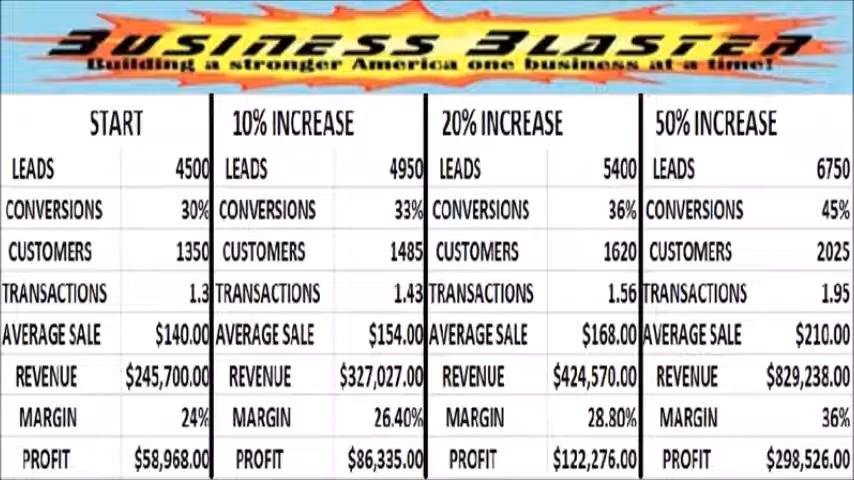 BUSINESS BLASTER
Building a stronger America one business at a time!
START 10% INCREASE 20% INCREASE 50% INCREASE
LEADS 4500 LEADS 4950 LEADS 5400 LEADS 6750
CONVERSIONS 30% CONVERSIONS 33% CONVERSIONS 36% CONVERSIONS 45%
CUSTOMERS 1350 CUSTOMERS 1485 CUSTOMERS 1620 CUSTOMERS 2025
TRANSACTIONS 1.3 TRANSACTIONS 1.43 TRANSACTIONS 1.56 TRANSACTIONS 1.95
AVERAGE SALE $140.00 AVERAGE SALE $154.00 AVERAGE SALE $168.00 AVERAGE SALE $210.00
REVENUE $245,700.00 REVENUE $327,027.00 REVENUE $424,570.00 REVENUE $829,238.00
MARGIN 24% MARGIN 26.40% MARGIN 28.80% MARGIN 36%
PROFIT $58,968.00 PROFIT $86,335.00 PROFIT $122,276.00 PROFIT $298,526.00